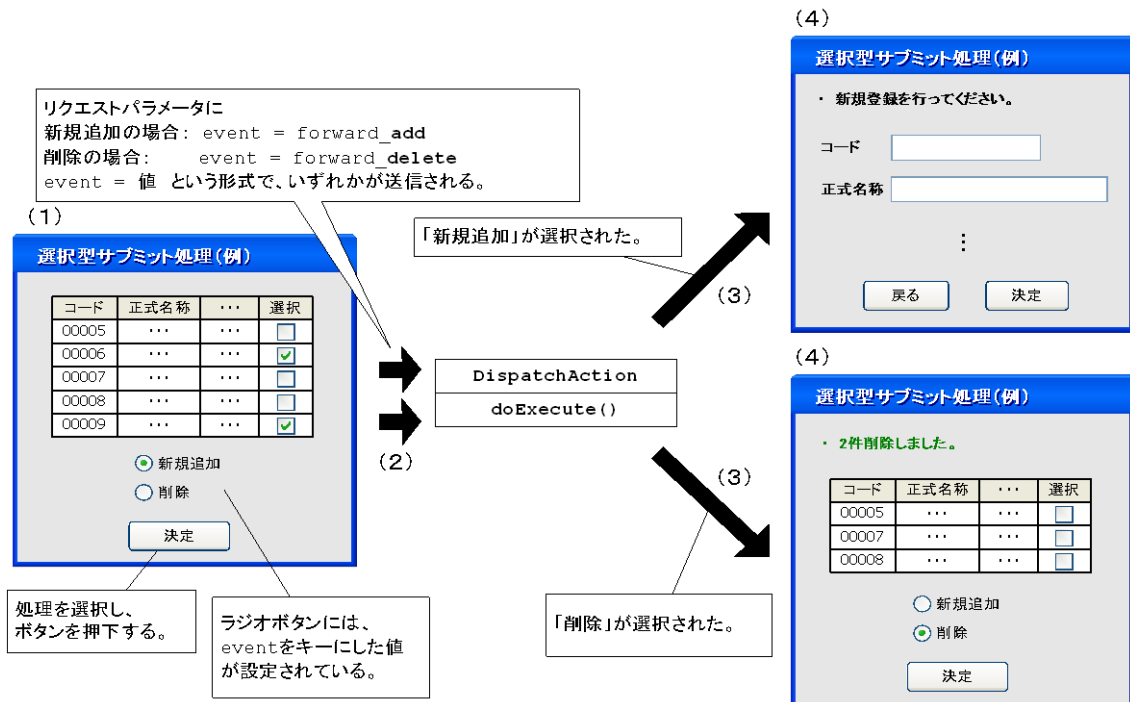 リクエストパラメータに
新規追加の場合： event = forward_add
削除の場合： event = forward_delete
event = 値 という形式で、いずれかが送信される。
(１)
選択型サブミット処理(例)
コード 正式名称 ･･･ 選択
00005 ･･･ ･･･
00006 ･･･ ･･･
00007 ･･･ ･･･
00008 ･･･ ･･･
00009 ･･･ ･･･
新規追加
削除
決定
処理を選択し、
ボタンを押下する。
ラジオボタンには、
eventをキーにした値
が設定されている。
(２)
DispatchAction
doExecute()
「新規追加」が選択された。
(３)
「削除」が選択された。
(３)
(４)
選択型サブミット処理(例)
・ 新規登録を行ってください。
コード
正式名称
⋮
戻る 決定
(４)
選択型サブミット処理(例)
・ 2件削除しました。
コード 正式名称 ･･･ 選択
00005 ･･･ ･･･
00007 ･･･ ･･･
00008 ･･･ ･･･
新規追加
削除
決定